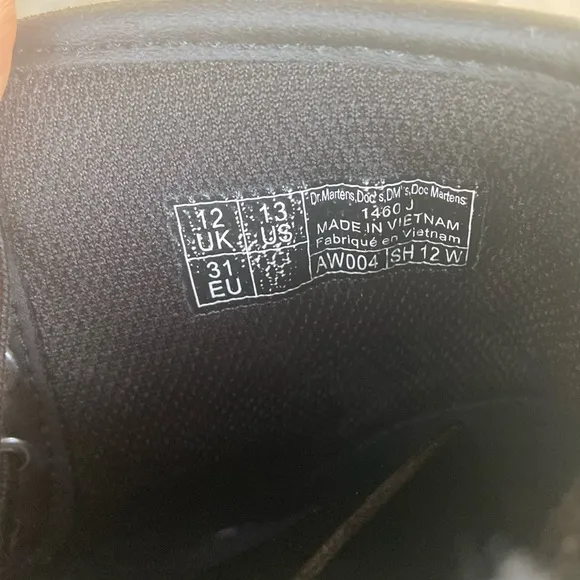 12
UK
13
US
31
EU
Dr.Martens,Doc's,DM's,Doc Martens
1460 J
MADE IN VIETNAM
Fabriqué en Vietnam
AW004
SH 12 W